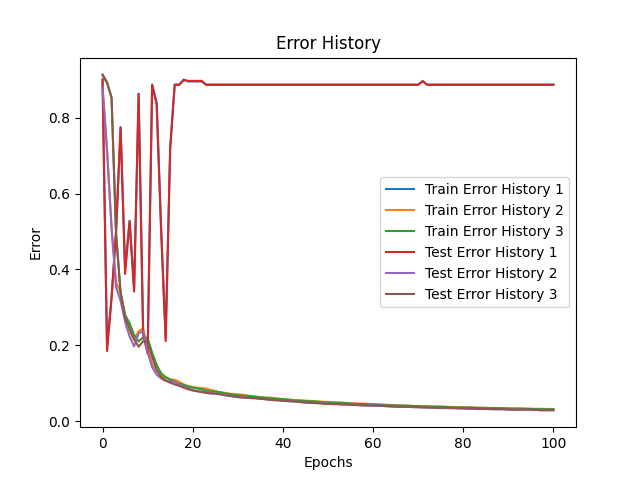 Error History
0.8
0.6
0.4
0.2
0.0
Error
Train Error History 1
Train Error History 2
Train Error History 3
Test Error History 1
Test Error History 2
Test Error History 3
0 20 40 60 80 100
Epochs